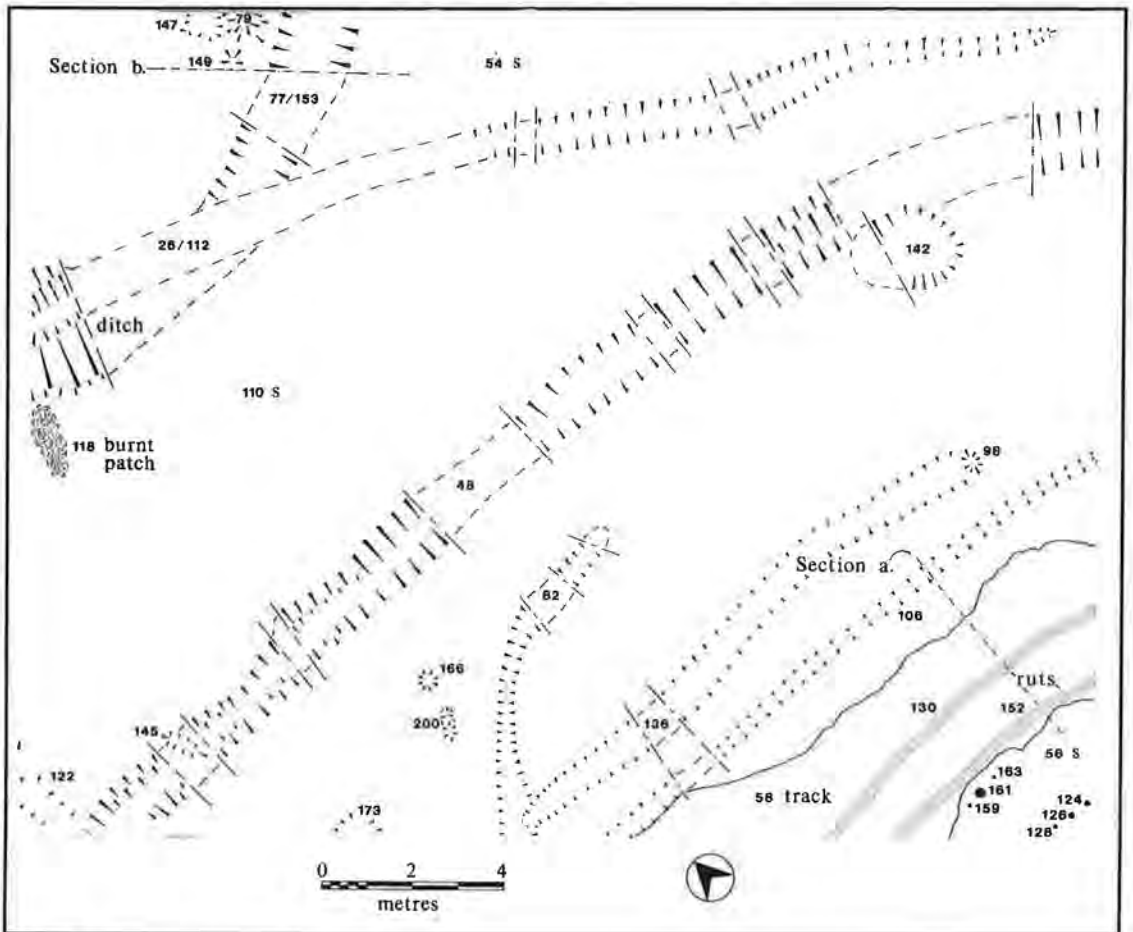 147
79
Section b.
149
54 S
77/153
26/112
142
ditch
110 S
118 burnt
patch
48
98
Section a.
82
106
166
ruts
200
136
130
152
145
56 S
122
163
58 track
161
124
173
159
126
128
0 2 4
metres